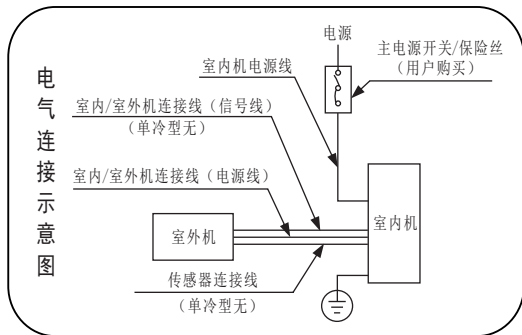 电气连接示意图
电源
主电源开关/保险丝
（用户购买）
室内机电源线
室内/室外机连接线（信号线）
（单冷型无）
室内/室外机连接线（电源线）
室外机
室内机
传感器连接线
（单冷型无）